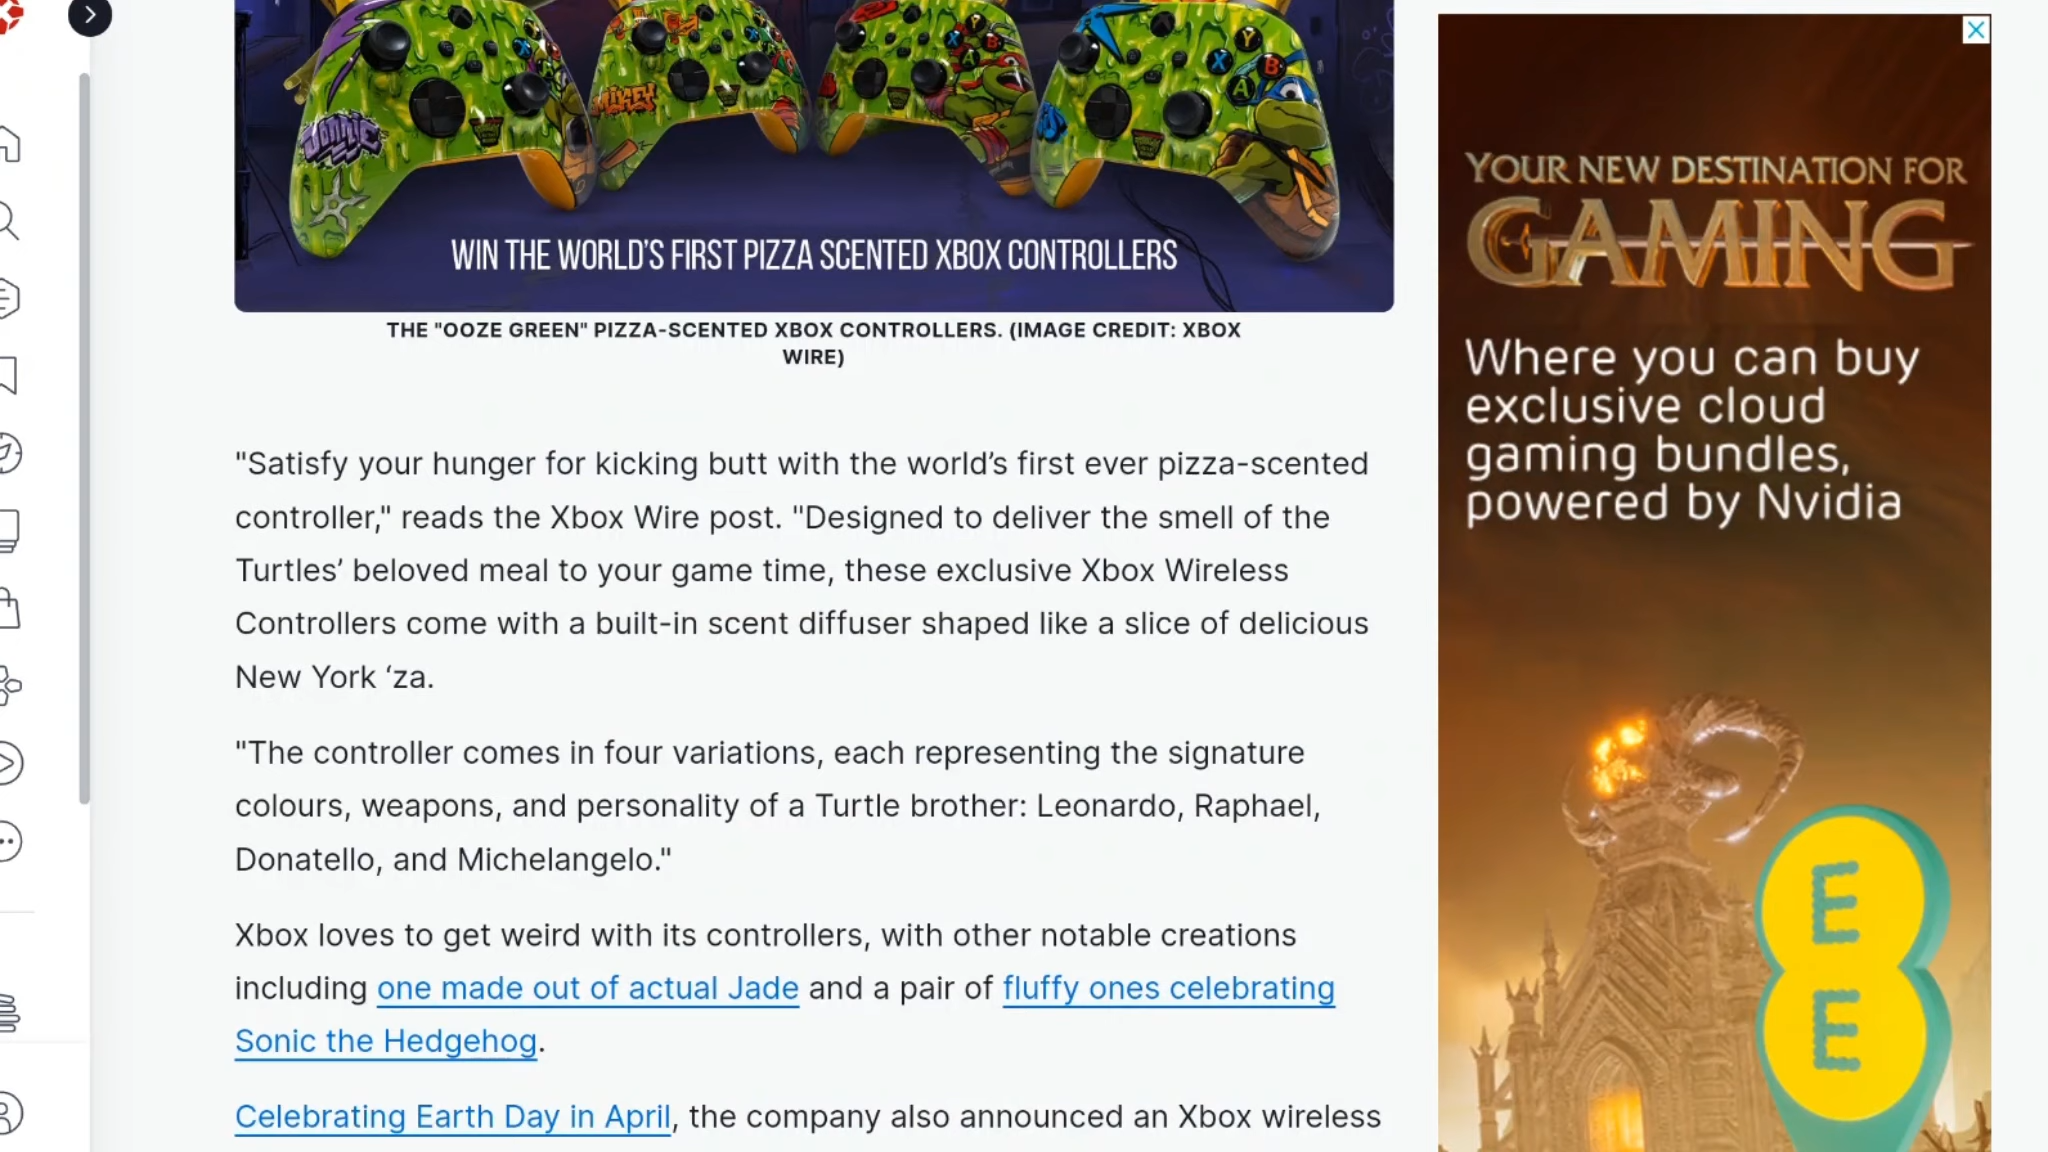 Donnie
MIKEY
X
Y
B
A
Y
X
B
A
WIN THE WORLD'S FIRST PIZZA SCENTED XBOX CONTROLLERS
THE "OOZE GREEN" PIZZA-SCENTED XBOX CONTROLLERS. (IMAGE CREDIT: XBOX
WIRE)
"Satisfy your hunger for kicking butt with the world’s first ever pizza-scented
controller," reads the Xbox Wire post. "Designed to deliver the smell of the
Turtles’ beloved meal to your game time, these exclusive Xbox Wireless
Controllers come with a built-in scent diffuser shaped like a slice of delicious
New York ‘za.
"The controller comes in four variations, each representing the signature
colours, weapons, and personality of a Turtle brother: Leonardo, Raphael,
Donatello, and Michelangelo."
Xbox loves to get weird with its controllers, with other notable creations
including one made out of actual Jade and a pair of fluffy ones celebrating
Sonic the Hedgehog.
Celebrating Earth Day in April, the company also announced an Xbox wireless
YOUR NEW DESTINATION FOR
GAMING
Where you can buy
exclusive cloud
gaming bundles,
powered by Nvidia
E
E